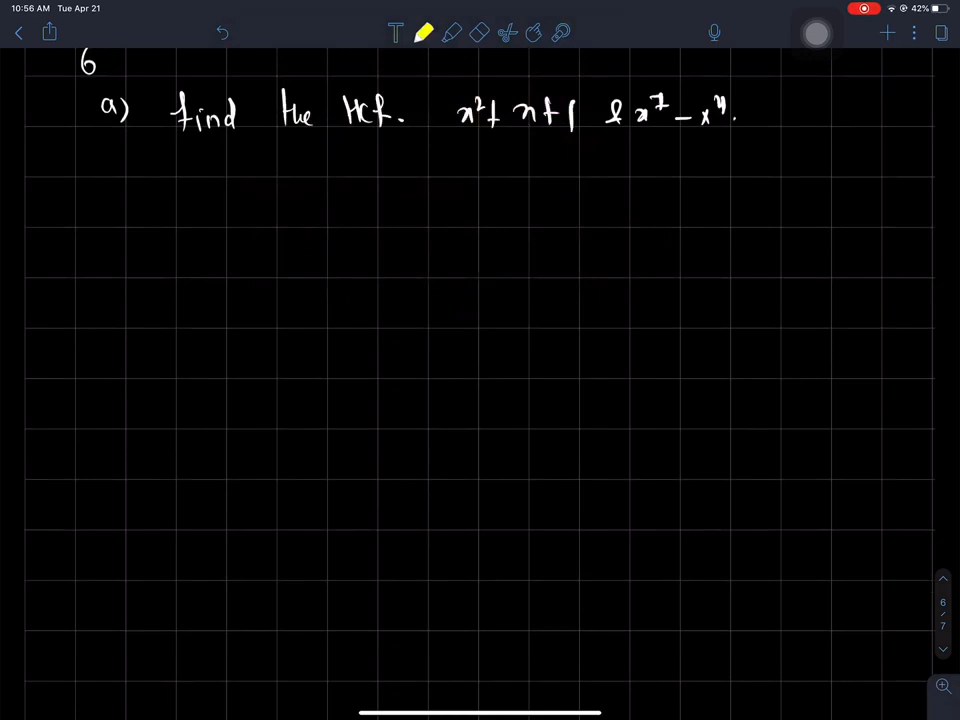 10:56 AM Tue Apr 21
42%
6
a) find the HCF. x² + x + 1 & x⁷ – x⁴.
6
7